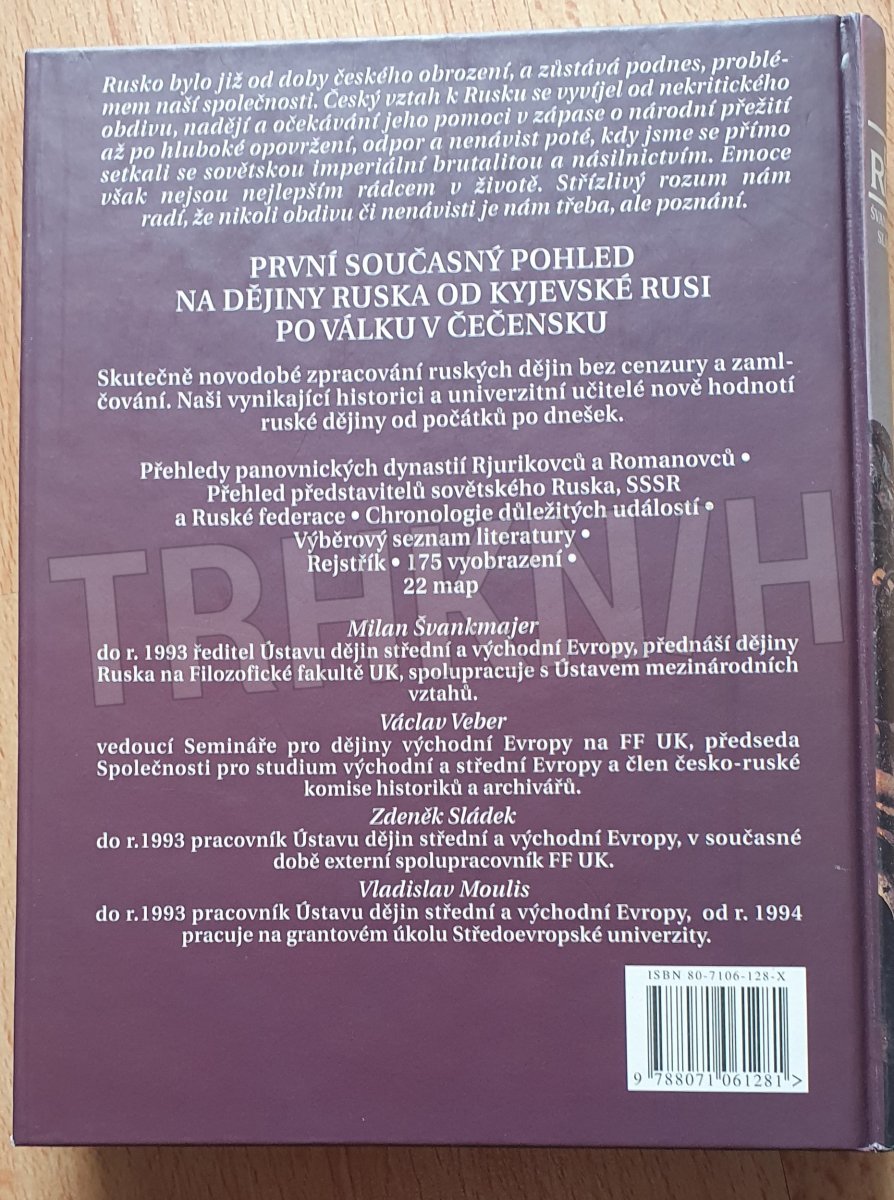 Rusko bylo již od doby českého obrození, a zůstává podnes, problé-
mem naší společnosti. Český vztah k Rusku se vyvíjel od nekritického
obdivu, nadějí a očekávání jeho pomoci v zápase o národní přežití
až po hluboké opovržení, odpor a nenávist poté, kdy jsme se přímo
setkali se sovětskou imperiální brutalitou a násilnictvím. Emoce
však nejsou nejlepším rádcem v životě. Střízlivý rozum nám
radí, že nikoli obdivu či nenávisti je nám třeba, ale poznání.
PRVNÍ SOUČASNÝ POHLED
NA DĚJINY RUSKA OD KYJEVSKÉ RUSI
PO VÁLKU V ČEČENSKU
Skutečně novodobé zpracování ruských dějin bez cenzury a zaml-
čování. Naši vynikající historici a univerzitní učitelé nově hodnotí
ruské dějiny od počátků po dnešek.
Přehledy panovnických dynastií Rjurikovců a Romanovců •
Přehled představitelů sovětského Ruska, SSSR
a Ruské federace • Chronologie důležitých událostí •
Výběrový seznam literatury •
Rejstřík • 175 vyobrazení •
22 map
Milan Švankmajer
do r. 1993 ředitel Ústavu dějin střední a východní Evropy, přednáší dějiny
Ruska na Filozofické fakultě UK, spolupracuje s Ústavem mezinárodních
vztahů.
Václav Veber
vedoucí Semináře pro dějiny východní Evropy na FF UK, předseda
Společnosti pro studium východní a střední Evropy a člen česko-ruské
komise historiků a archivářů.
Zdeněk Sládek
do r.1993 pracovník Ústavu dějin střední a východní Evropy, v současné
době externí spolupracovník FF UK.
Vladislav Moulis
do r.1993 pracovník Ústavu dějin střední a východní Evropy, od r. 1994
pracuje na grantovém úkolu Středoevropské univerzity.
ISBN 80-7106-128-X
9 788071 061281 >
TRHKNIH
R